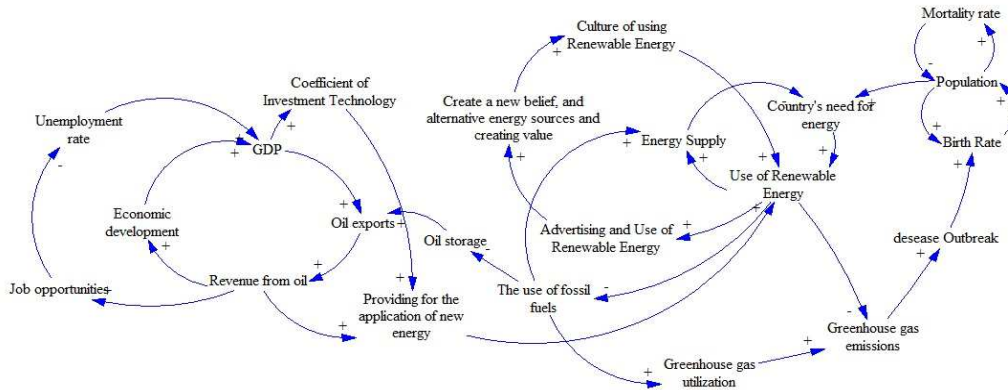 Mortality rate
Culture of using
Renewable Energy
Coefficient of
Investment Technology
Population
Create a new belief, and
alternative energy sources and
creating value
Country's need for
energy
Unemployment
rate
GDP
Energy Supply
Birth Rate
Use of Renewable
Energy
Economic
development
Oil exports
Oil storage
Advertising and Use of
Renewable Energy
desease Outbreak
Job opportunities
Revenue from oil
Providing for the
application of new
energy
The use of fossil
fuels
Greenhouse gas
emissions
Greenhouse gas
utilization